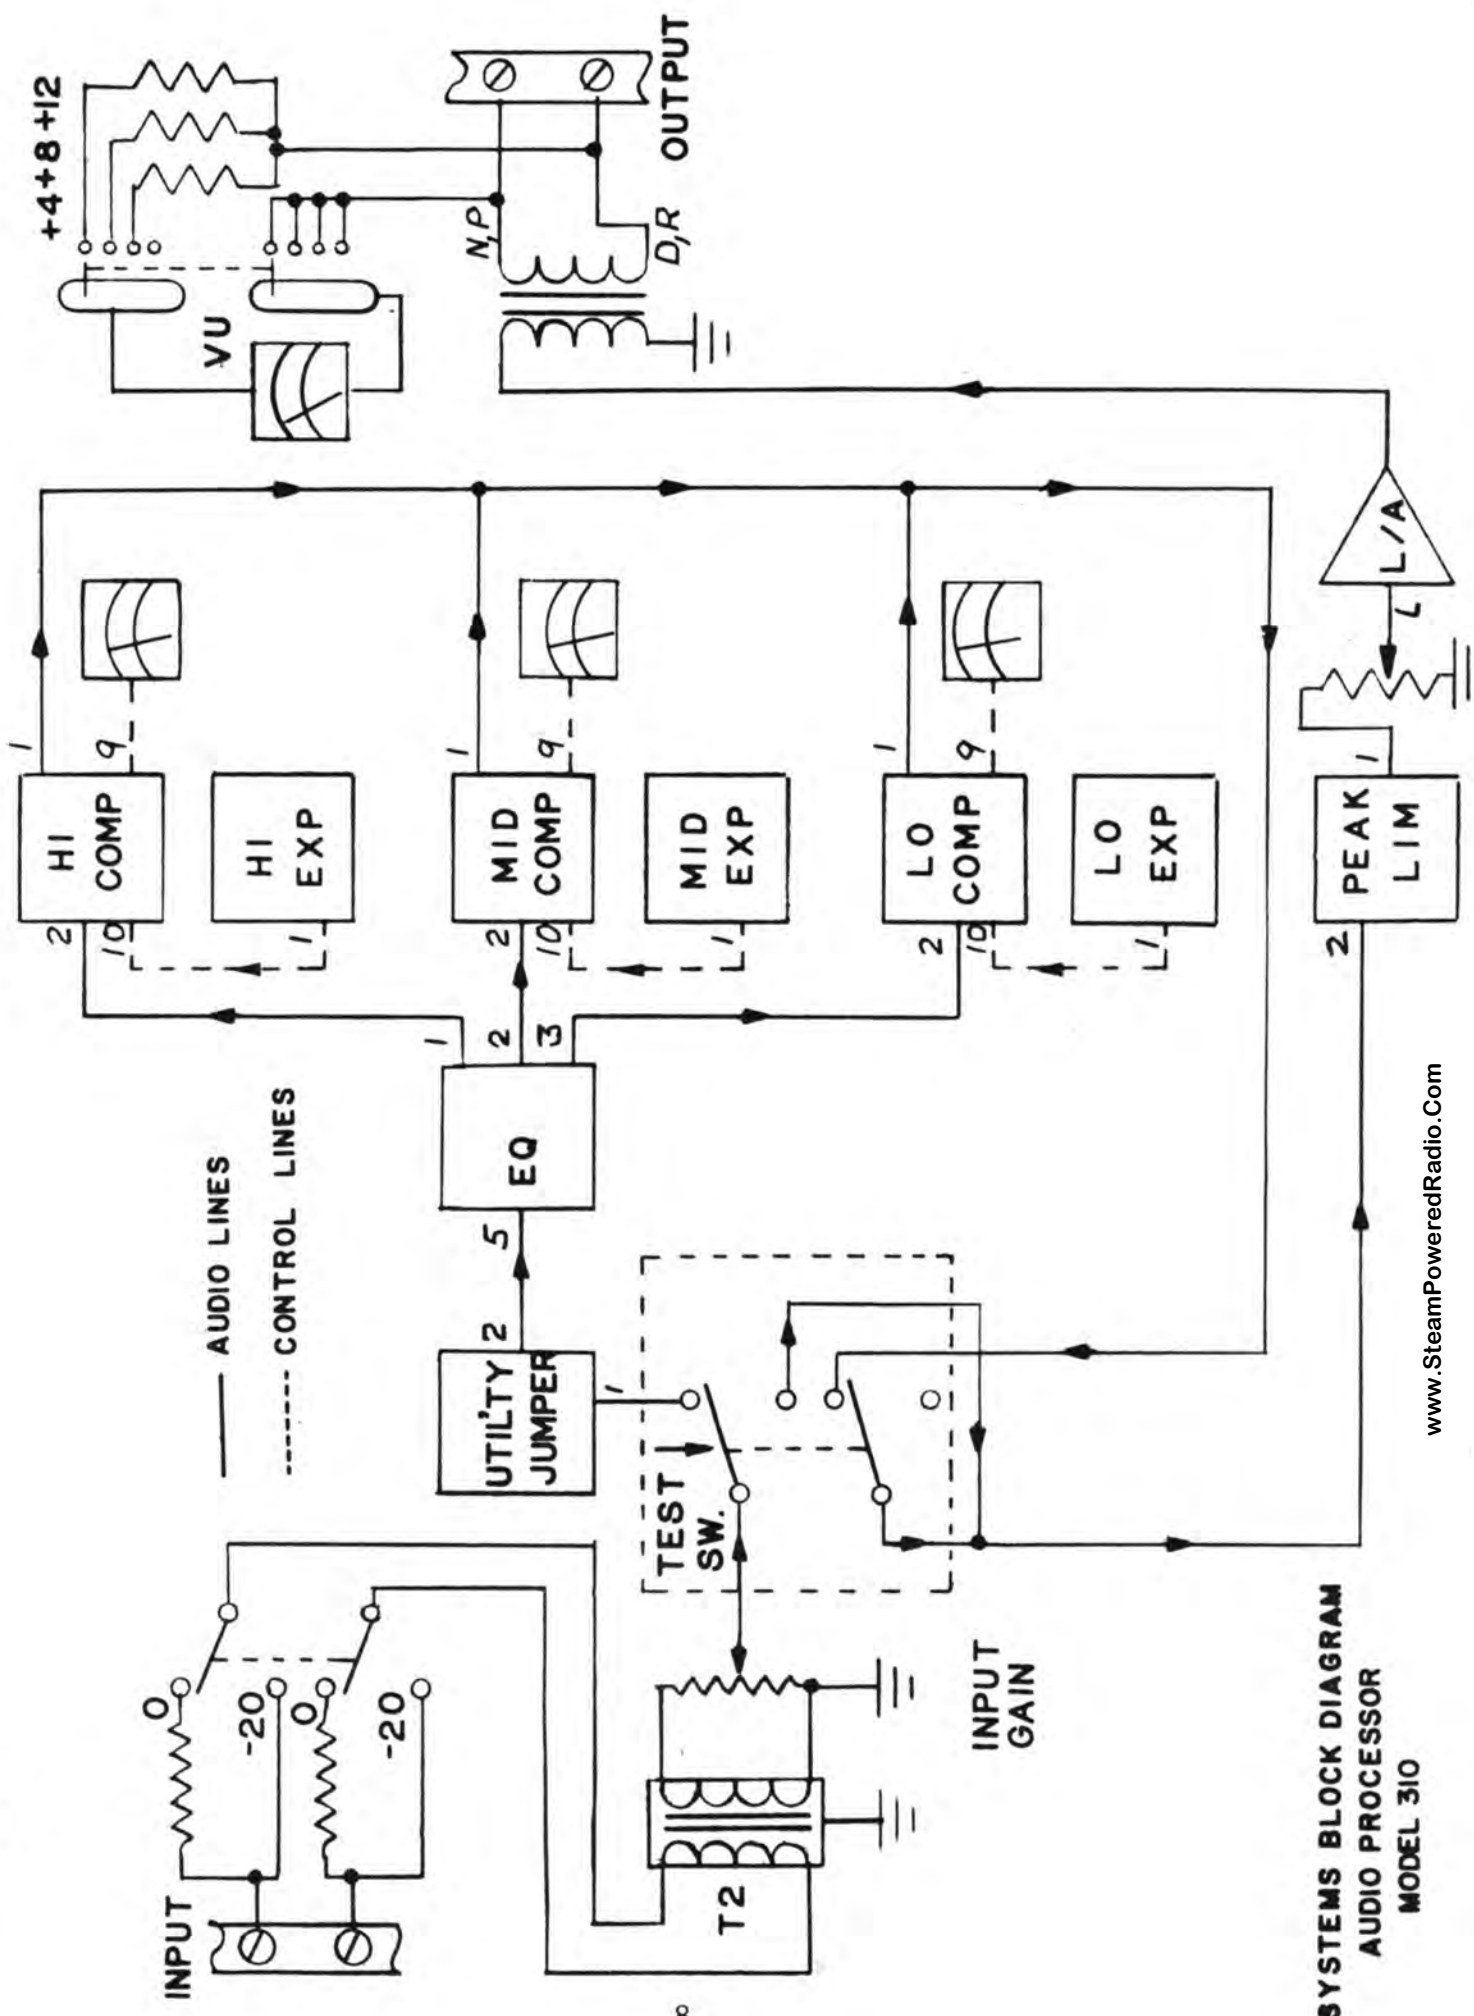 INPUT
0
-20
0
-20
T2
INPUT
GAIN
TEST
SW.
AUDIO LINES
CONTROL LINES
UTIL'TY
JUMPER
1
2
5
EQ
1
2
3
2
10
HI
COMP
1
9
HI
EXP
1
2
10
MID
COMP
1
9
MID
EXP
1
2
10
LO
COMP
1
9
LO
EXP
1
2
PEAK
LIM
1
L
L/A
VU
+4+8+12
N,P
D,R
OUTPUT
SYSTEMS BLOCK DIAGRAM
AUDIO PROCESSOR
MODEL 310
www.SteamPoweredRadio.Com